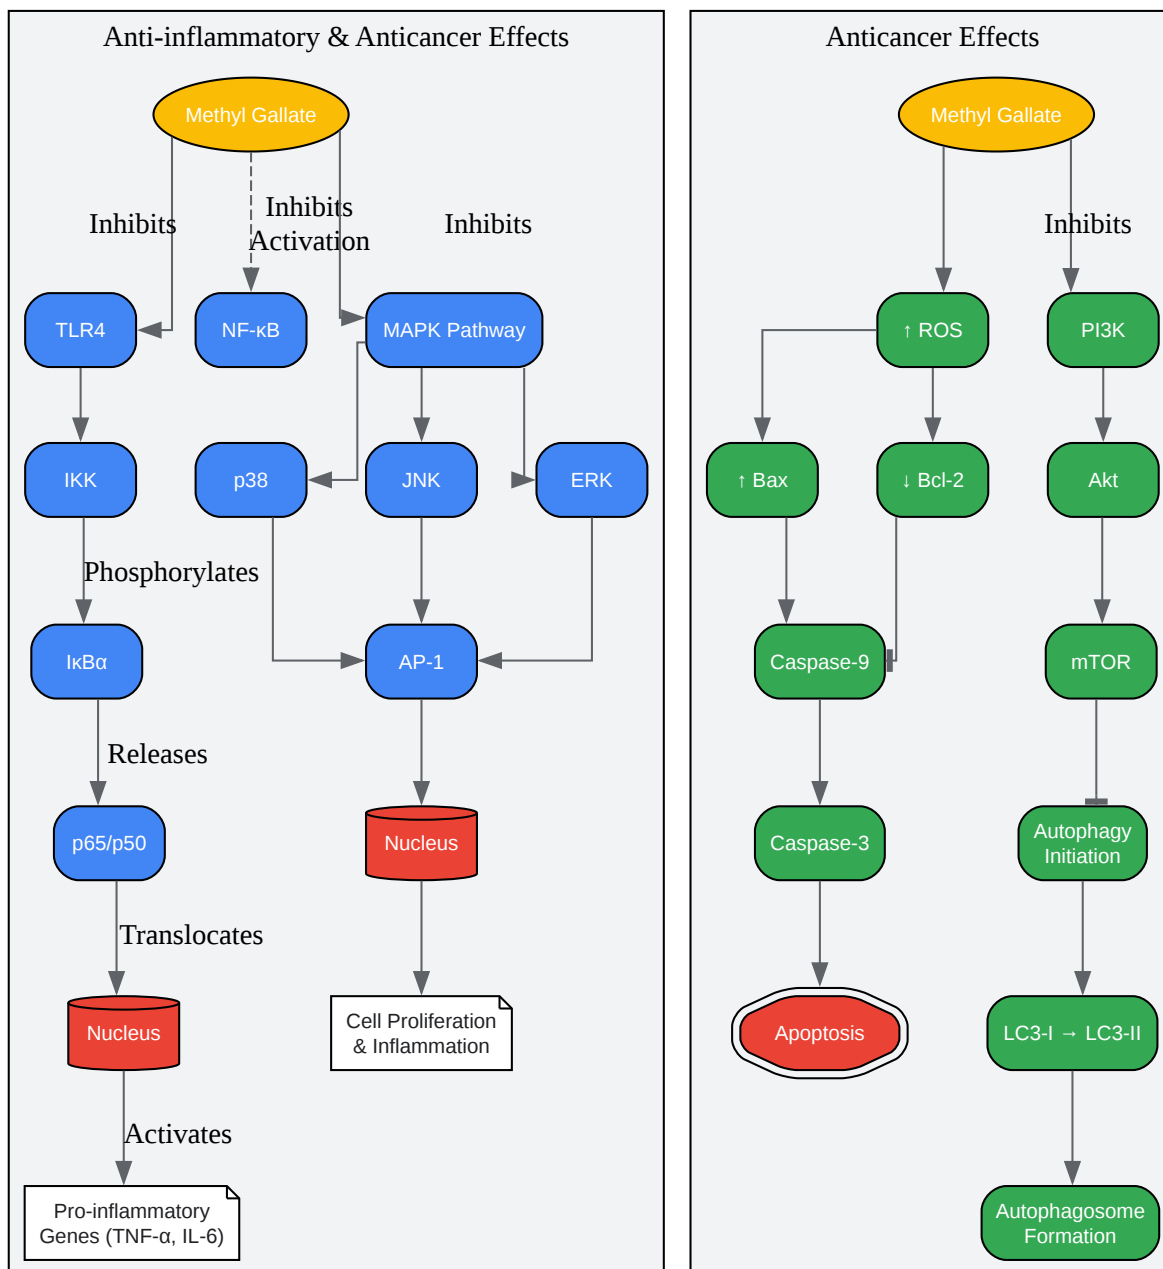 Anti-inflammatory & Anticancer Effects
Methyl Gallate
Inhibits
Inhibits
Activation
Inhibits
TLR4
NF-κB
MAPK Pathway
IKK
p38
JNK
ERK
Phosphorylates
IκBα
AP-1
Releases
p65/p50
Nucleus
Translocates
Nucleus
Cell Proliferation
& Inflammation
Activates
Pro-inflammatory
Genes (TNF-α, IL-6)
Anticancer Effects
Methyl Gallate
Inhibits
↑ ROS
PI3K
↑ Bax
↓ Bcl-2
Akt
Caspase-9
mTOR
Caspase-3
Autophagy
Initiation
Apoptosis
LC3-I → LC3-II
Autophagosome
Formation